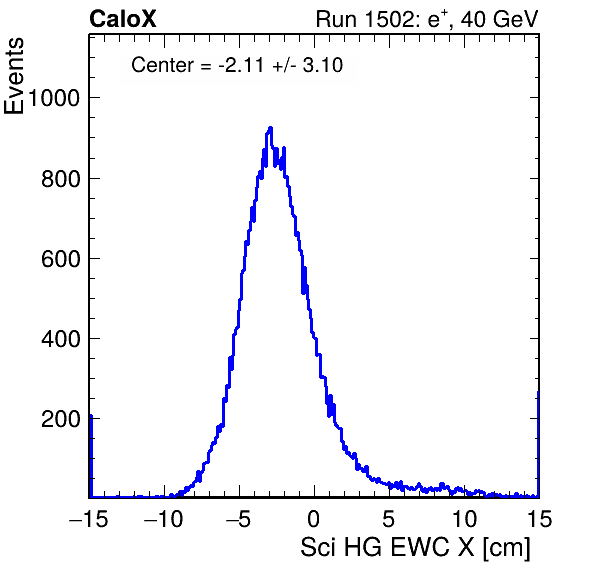 CaloX Run 1502: e⁺, 40 GeV
Events
Center = -2.11 +/- 3.10
1000
800
600
400
200
−15 −10 −5 0 5 10 15
Sci HG EWC X [cm]